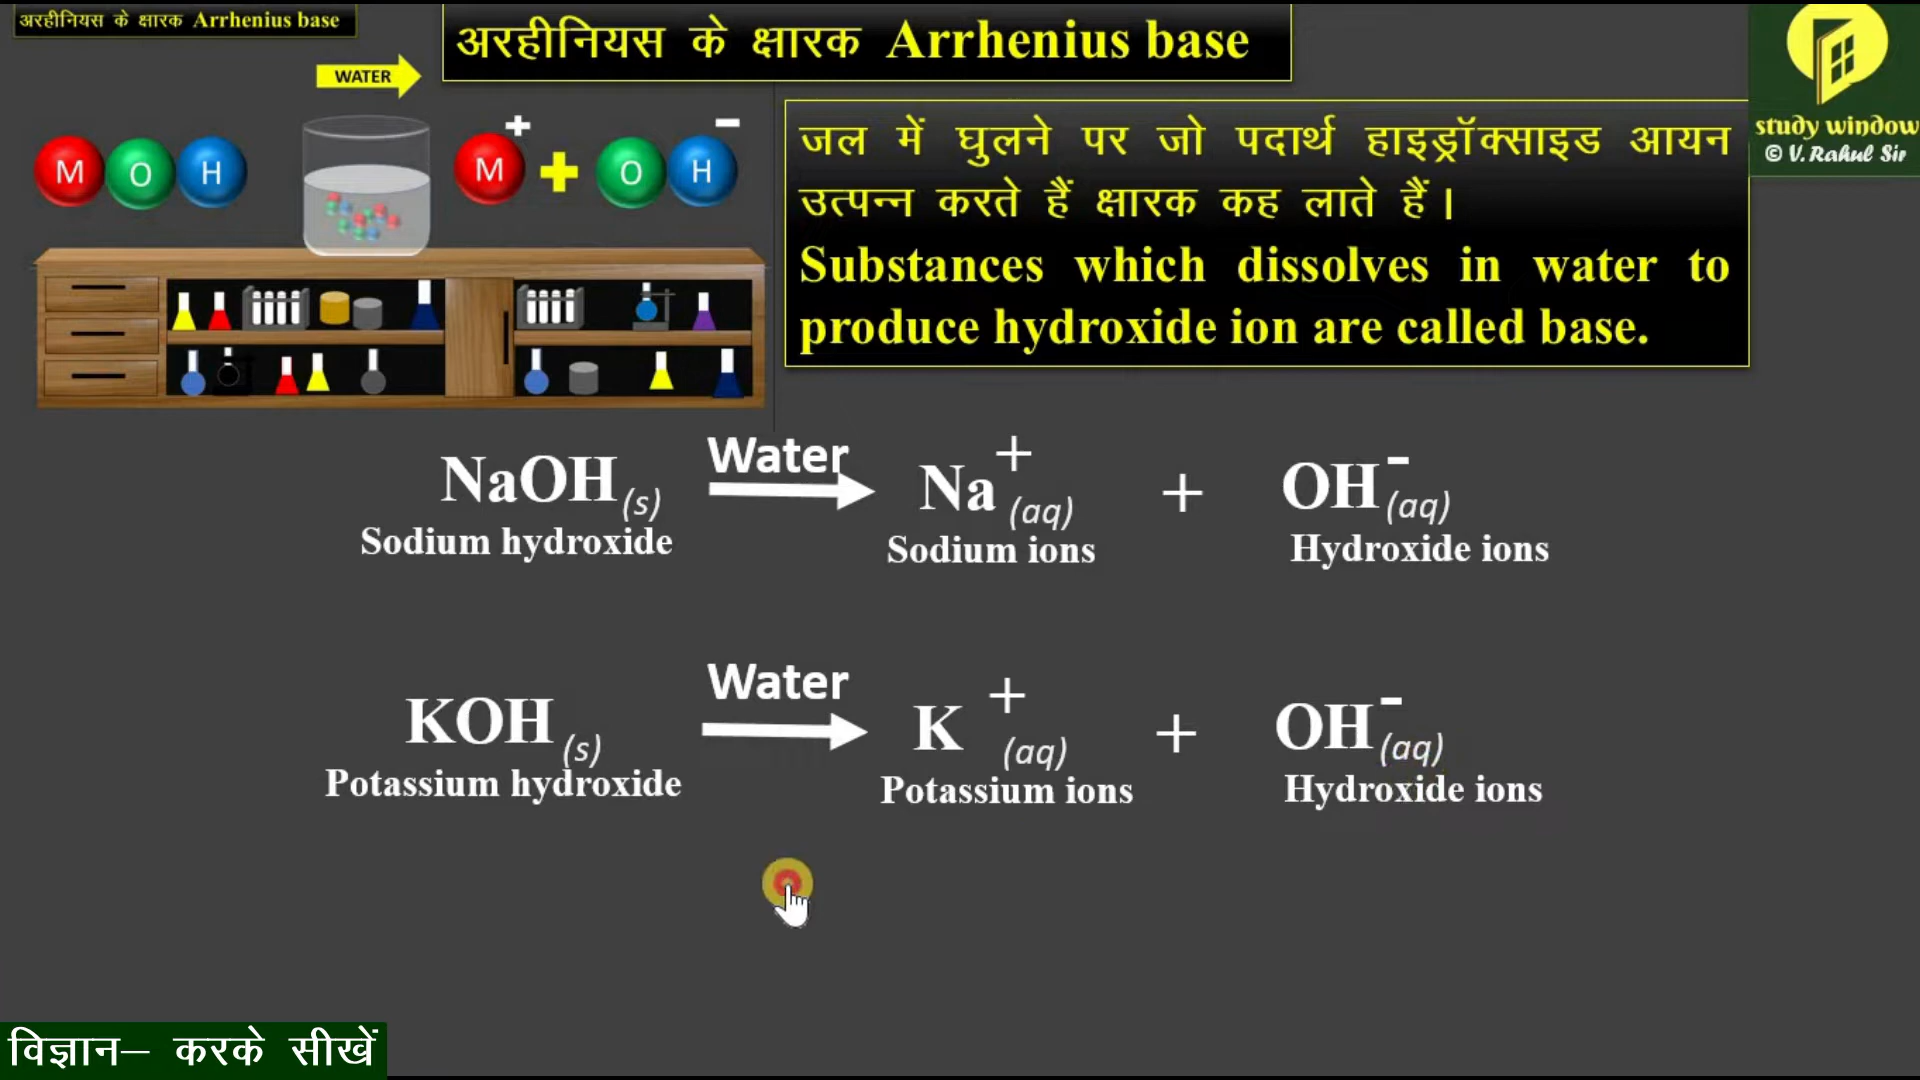 अरहीनियस के क्षारक Arrhenius base
अरहीनियस के क्षारक Arrhenius base
WATER
M O H
M + + O H -
जल में घुलने पर जो पदार्थ हाइड्रॉक्साइड आयन
उत्पन्न करते हैं क्षारक कह लाते हैं।
Substances which dissolves in water to
produce hydroxide ion are called base.
study window
© V. Rahul Sir
Water
NaOH(s) Na+(aq) + OH-(aq)
Sodium hydroxide Sodium ions Hydroxide ions
Water
KOH(s) K+(aq) + OH-(aq)
Potassium hydroxide Potassium ions Hydroxide ions
विज्ञान– करके सीखें